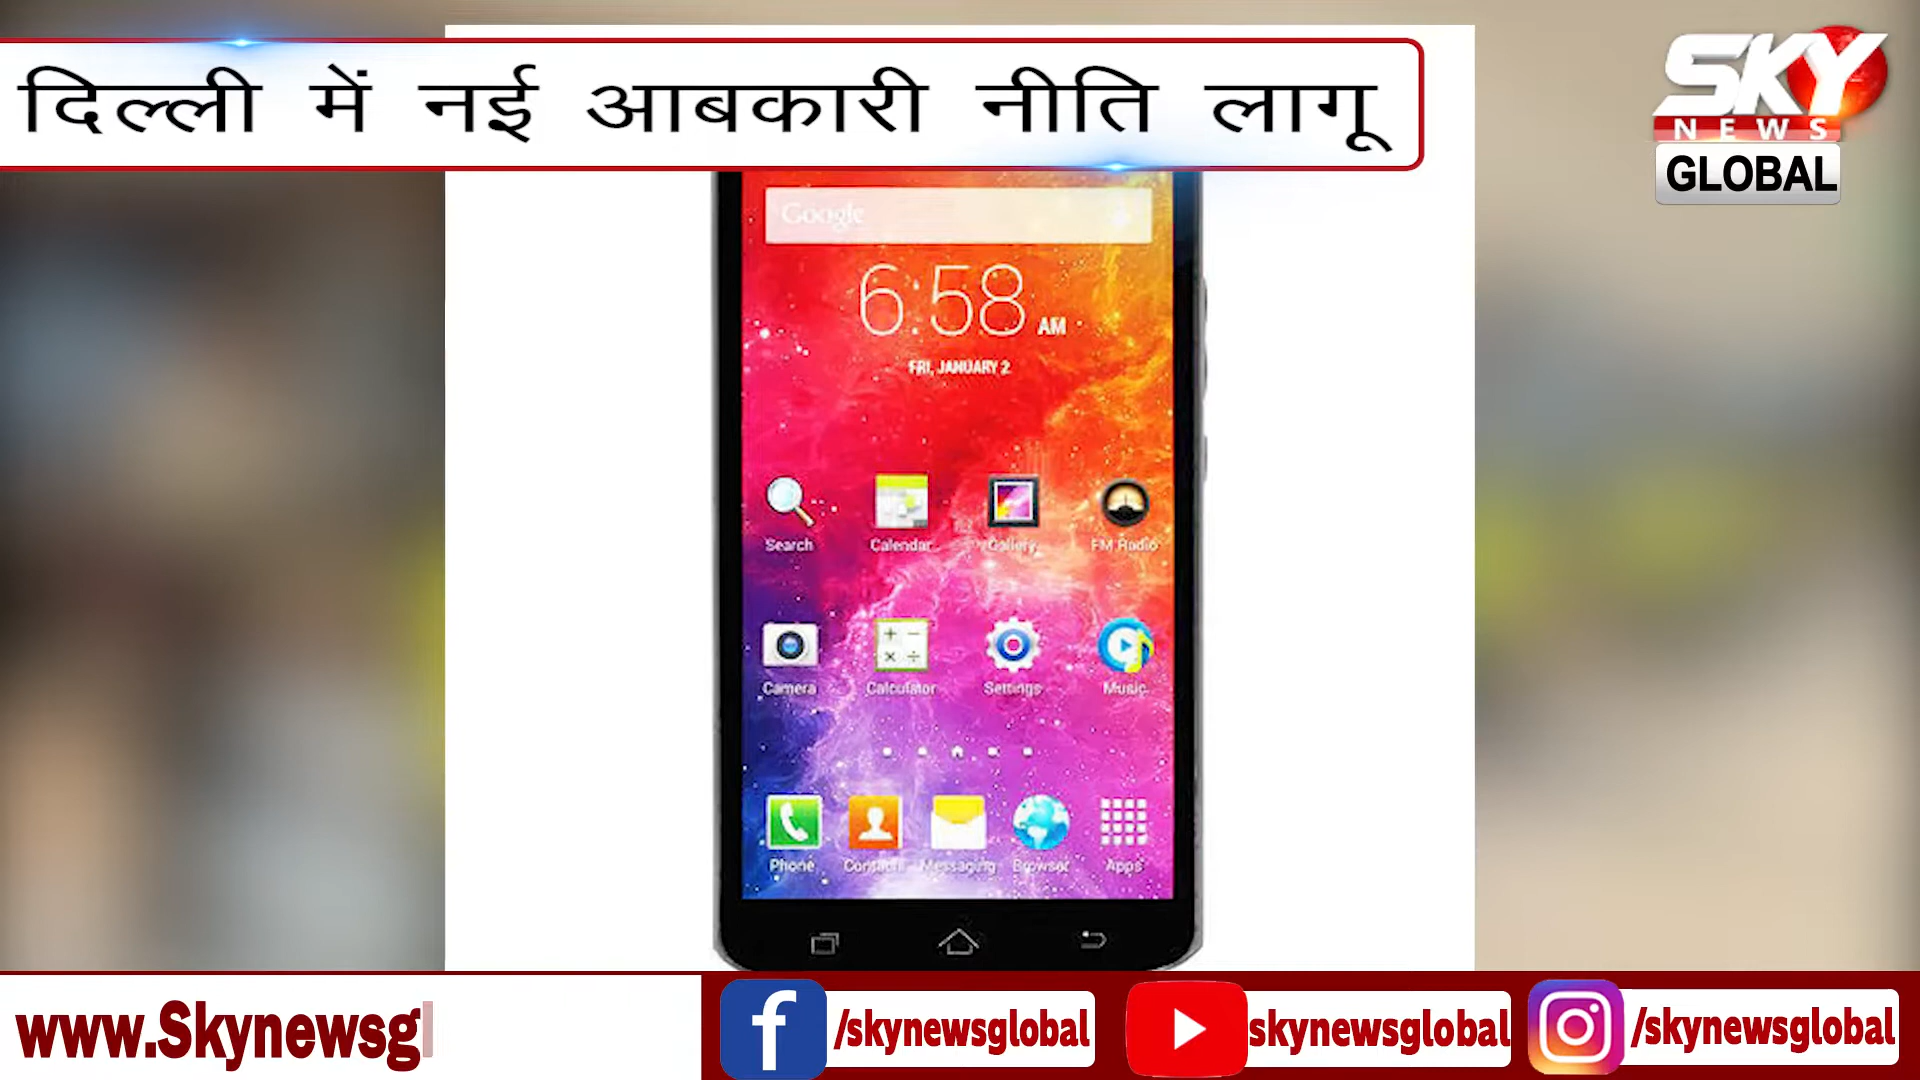 दिल्ली में नई आबकारी नीति लागू
SKY
NEWS
GLOBAL
Google
6:58 AM
FRI, JANUARY 2
Search Calendar Gallery FM Radio
Camera Calculator Settings Music
Phone Contacts Messaging Browser Apps
www.Skynewsg
/skynewsglobal
skynewsglobal
/skynewsglobal